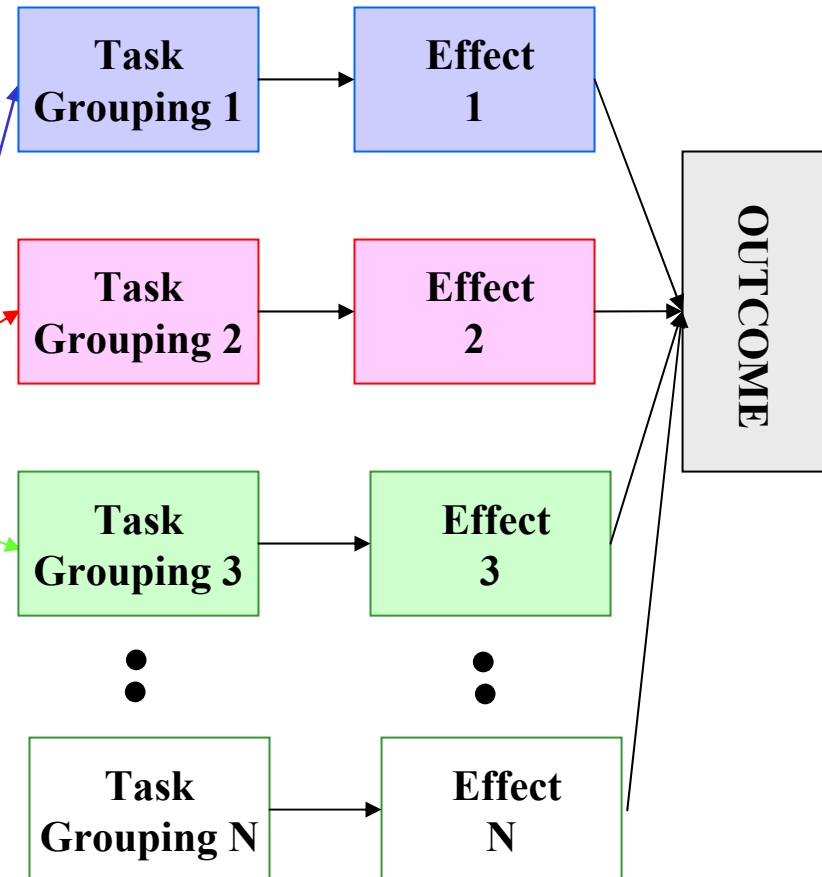 Task
Grouping 1
Effect
1
Task
Grouping 2
Effect
2
OUTCOME
Task
Grouping 3
Effect
3
Task
Grouping N
Effect
N